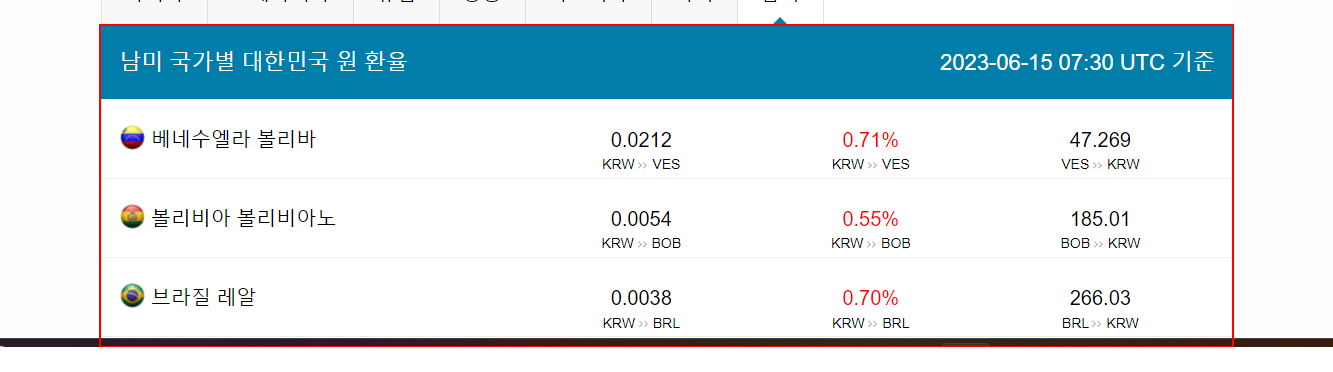 남미 국가별 대한민국 원 환율 2023-06-15 07:30 UTC 기준
베네수엘라 볼리바 0.0212 0.71% 47.269
KRW ›› VES KRW ›› VES VES ›› KRW
볼리비아 볼리비아노 0.0054 0.55% 185.01
KRW ›› BOB KRW ›› BOB BOB ›› KRW
브라질 레알 0.0038 0.70% 266.03
KRW ›› BRL KRW ›› BRL BRL ›› KRW